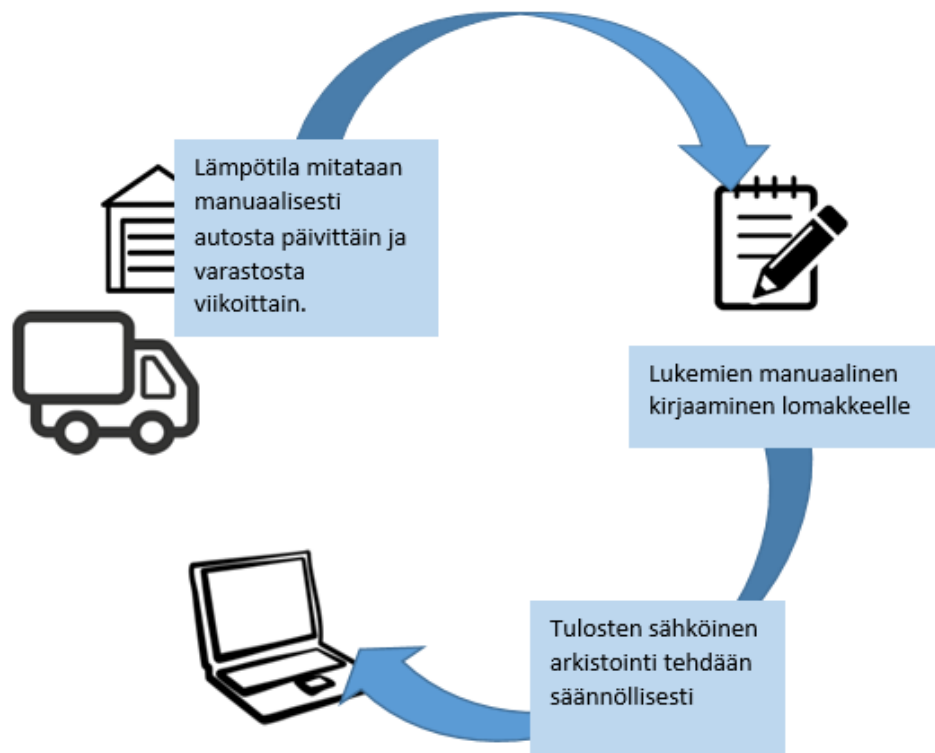 Lämpötila mitataan
manuaalisesti
autosta päivittäin ja
varastosta
viikoittain.
Lukemien manuaalinen
kirjaaminen lomakkeelle
Tulosten sähköinen
arkistointi tehdään
säännöllisesti